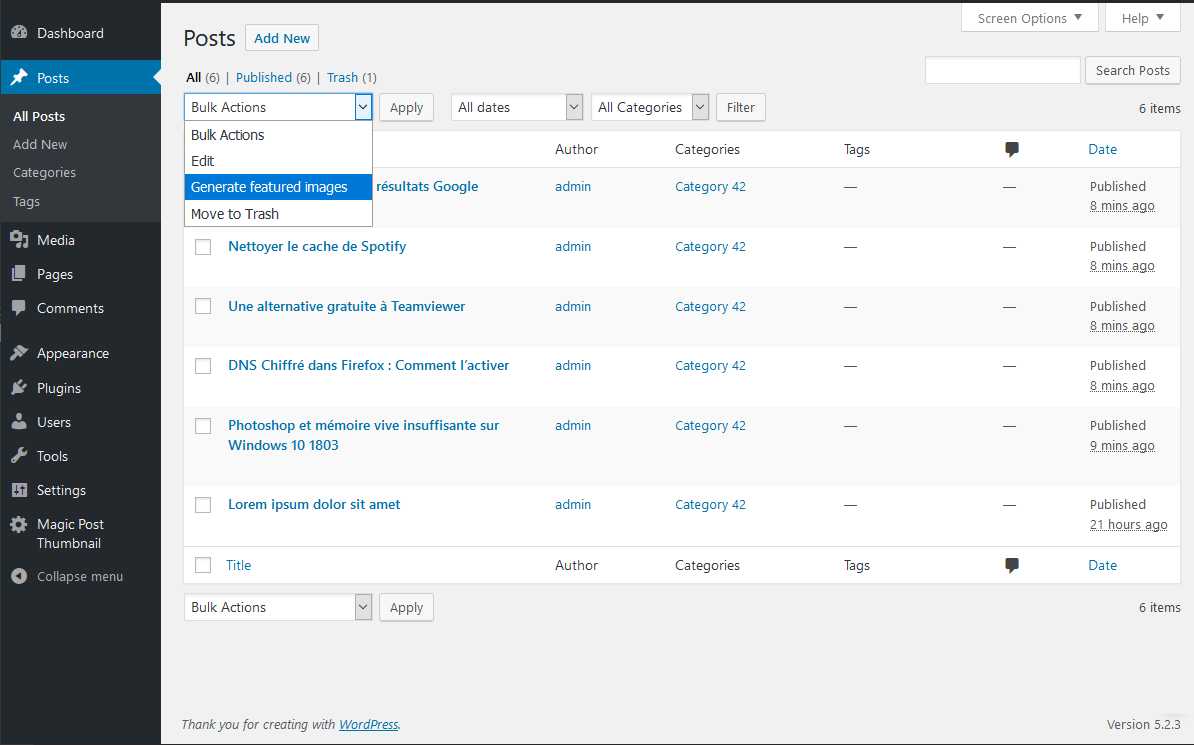 Dashboard
Posts
All Posts
Add New
Categories
Tags
Media
Pages
Comments
Appearance
Plugins
Users
Tools
Settings
Magic Post
Thumbnail
Collapse menu
Screen Options
Help
Posts Add New
All (6) | Published (6) | Trash (1)
Search Posts
Bulk Actions Apply All dates All Categories Filter 6 items
Bulk Actions
Edit
Generate featured images
Move to Trash
Author Categories Tags Date
résultats Google admin Category 42 — — Published
8 mins ago
Nettoyer le cache de Spotify admin Category 42 — — Published
8 mins ago
Une alternative gratuite à Teamviewer admin Category 42 — — Published
8 mins ago
DNS Chiffré dans Firefox : Comment l’activer admin Category 42 — — Published
8 mins ago
Photoshop et mémoire vive insuffisante sur admin Category 42 — — Published
Windows 10 1803 9 mins ago
Lorem ipsum dolor sit amet admin Category 42 — — Published
21 hours ago
Title Author Categories Tags Date
Bulk Actions Apply 6 items
Thank you for creating with WordPress. Version 5.2.3